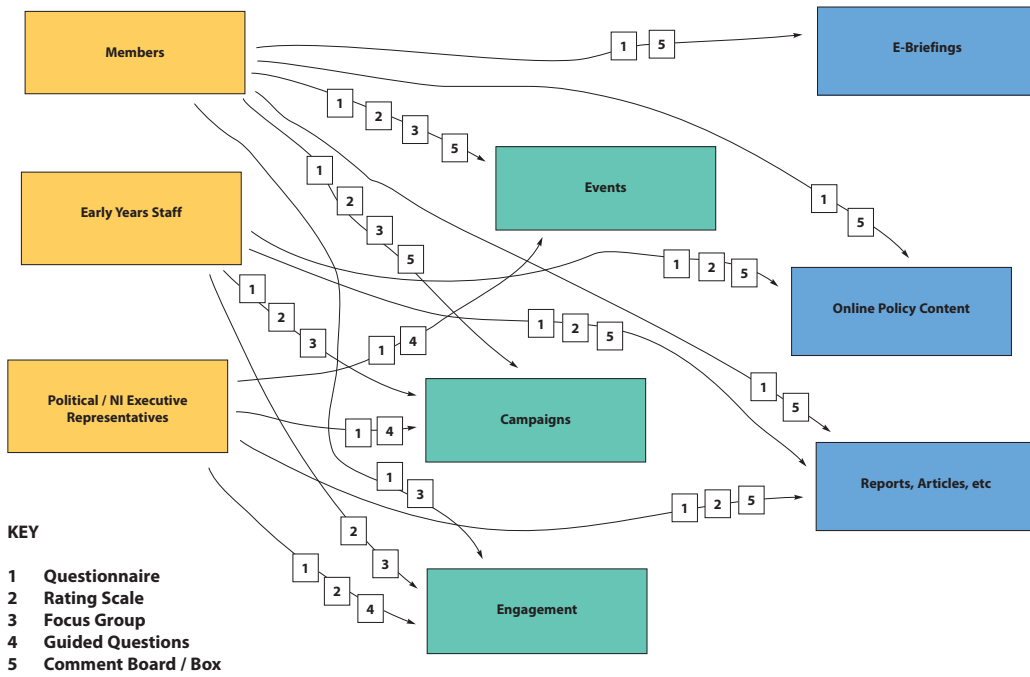 Members
E-Briefings
1 5
1
2
3
5
Events
1
2
3
5
1
5
Early Years Staff
1 2 5
Online Policy Content
1
2
3
1 2 5
1 4
Political / NI Executive
Representatives
Campaigns
1 4
1
5
Reports, Articles, etc
1
3
1 2 5
2
3
Engagement
1
2
4
KEY
1 Questionnaire
2 Rating Scale
3 Focus Group
4 Guided Questions
5 Comment Board / Box